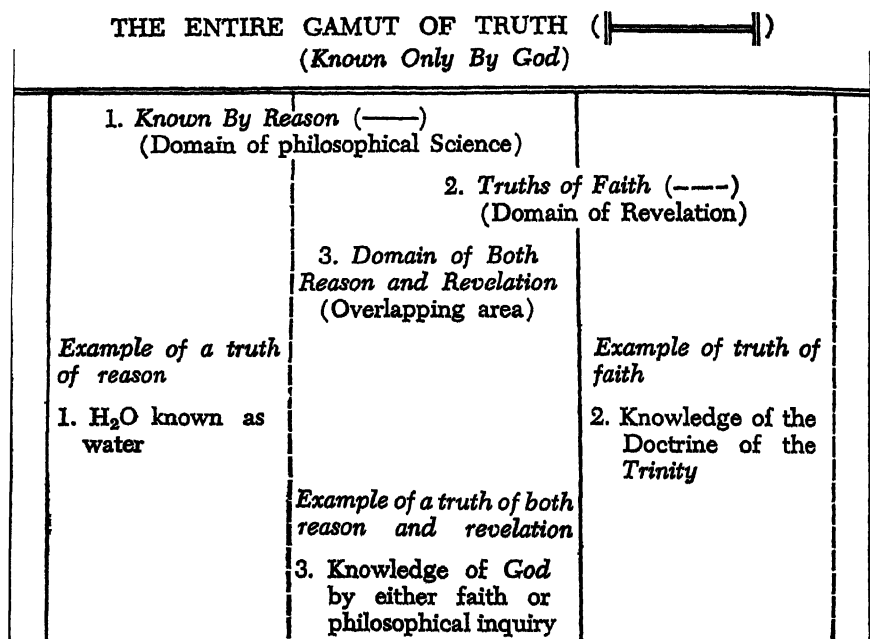 THE ENTIRE GAMUT OF TRUTH ( )
(Known Only By God)
1. Known By Reason (——)
(Domain of philosophical Science)
2. Truths of Faith (----)
(Domain of Revelation)
3. Domain of Both
Reason and Revelation
(Overlapping area)
Example of a truth
of reason
1. H₂O known as
water
Example of truth of
faith
2. Knowledge of the
Doctrine of the
Trinity
Example of a truth of both
reason and revelation
3. Knowledge of God
by either faith or
philosophical inquiry